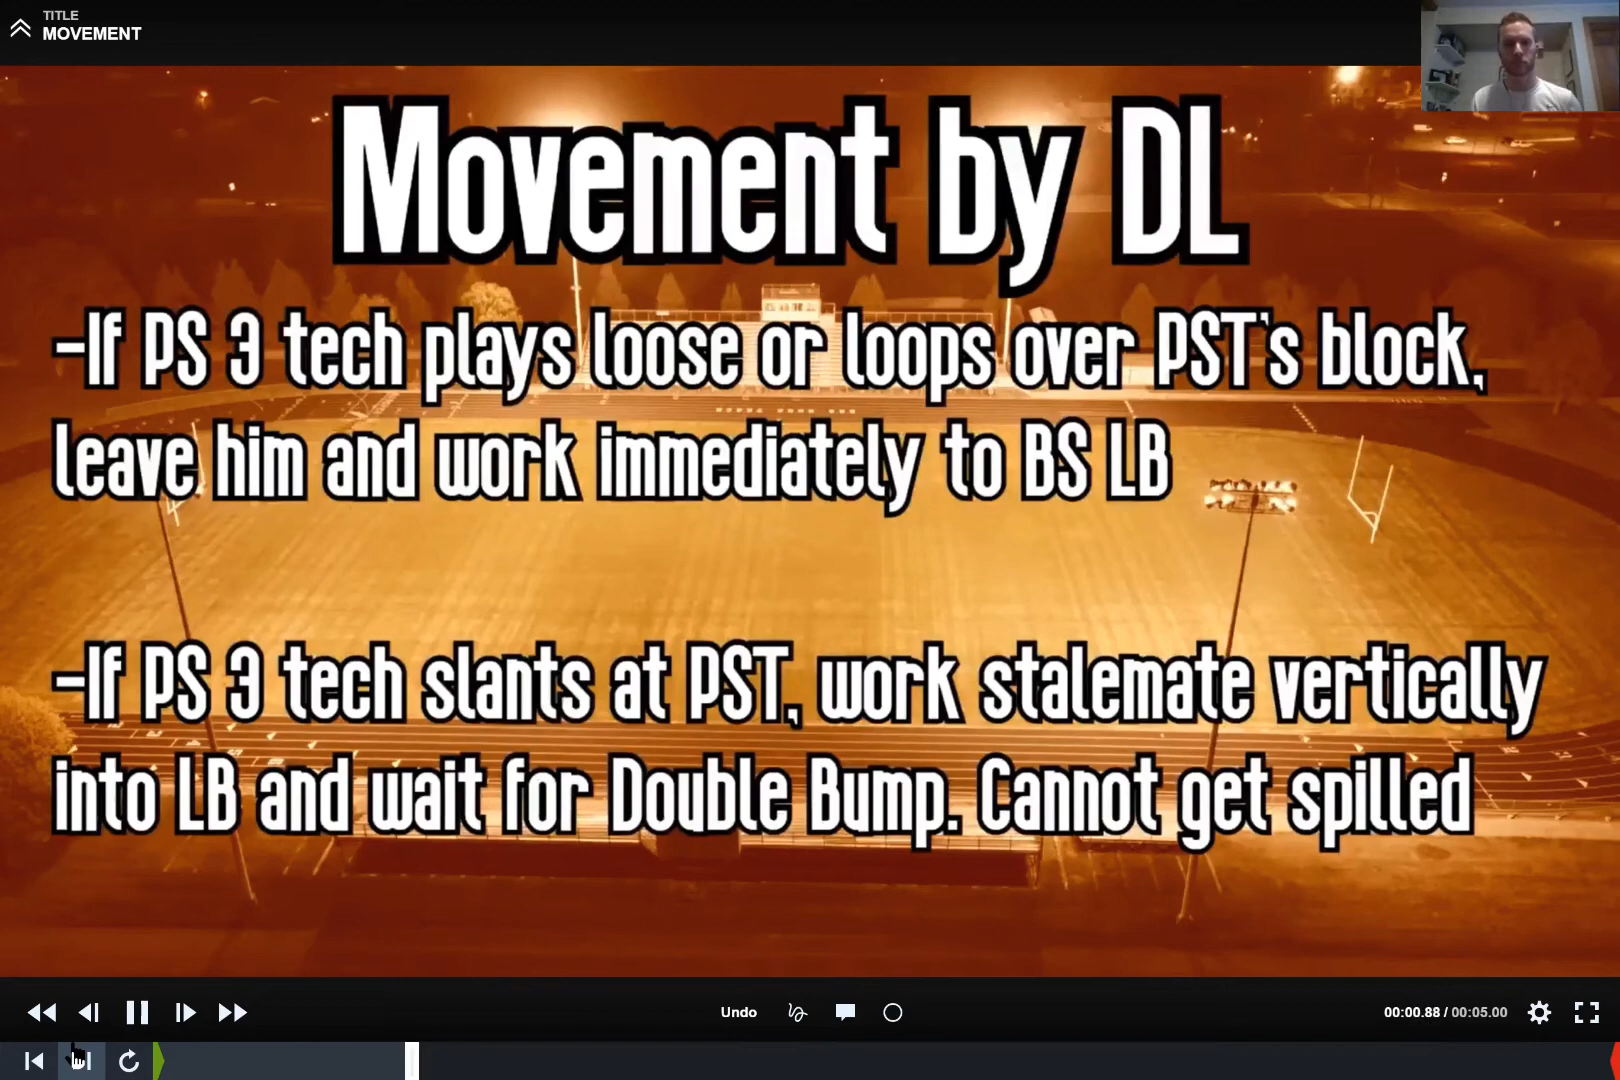 TITLE
MOVEMENT
Movement by DL
-If PS 3 tech plays loose or loops over PST's block,
leave him and work immediately to BS LB
-If PS 3 tech slants at PST, work stalemate vertically
into LB and wait for Double Bump. Cannot get spilled
Undo
00:00.88 / 00:05.00